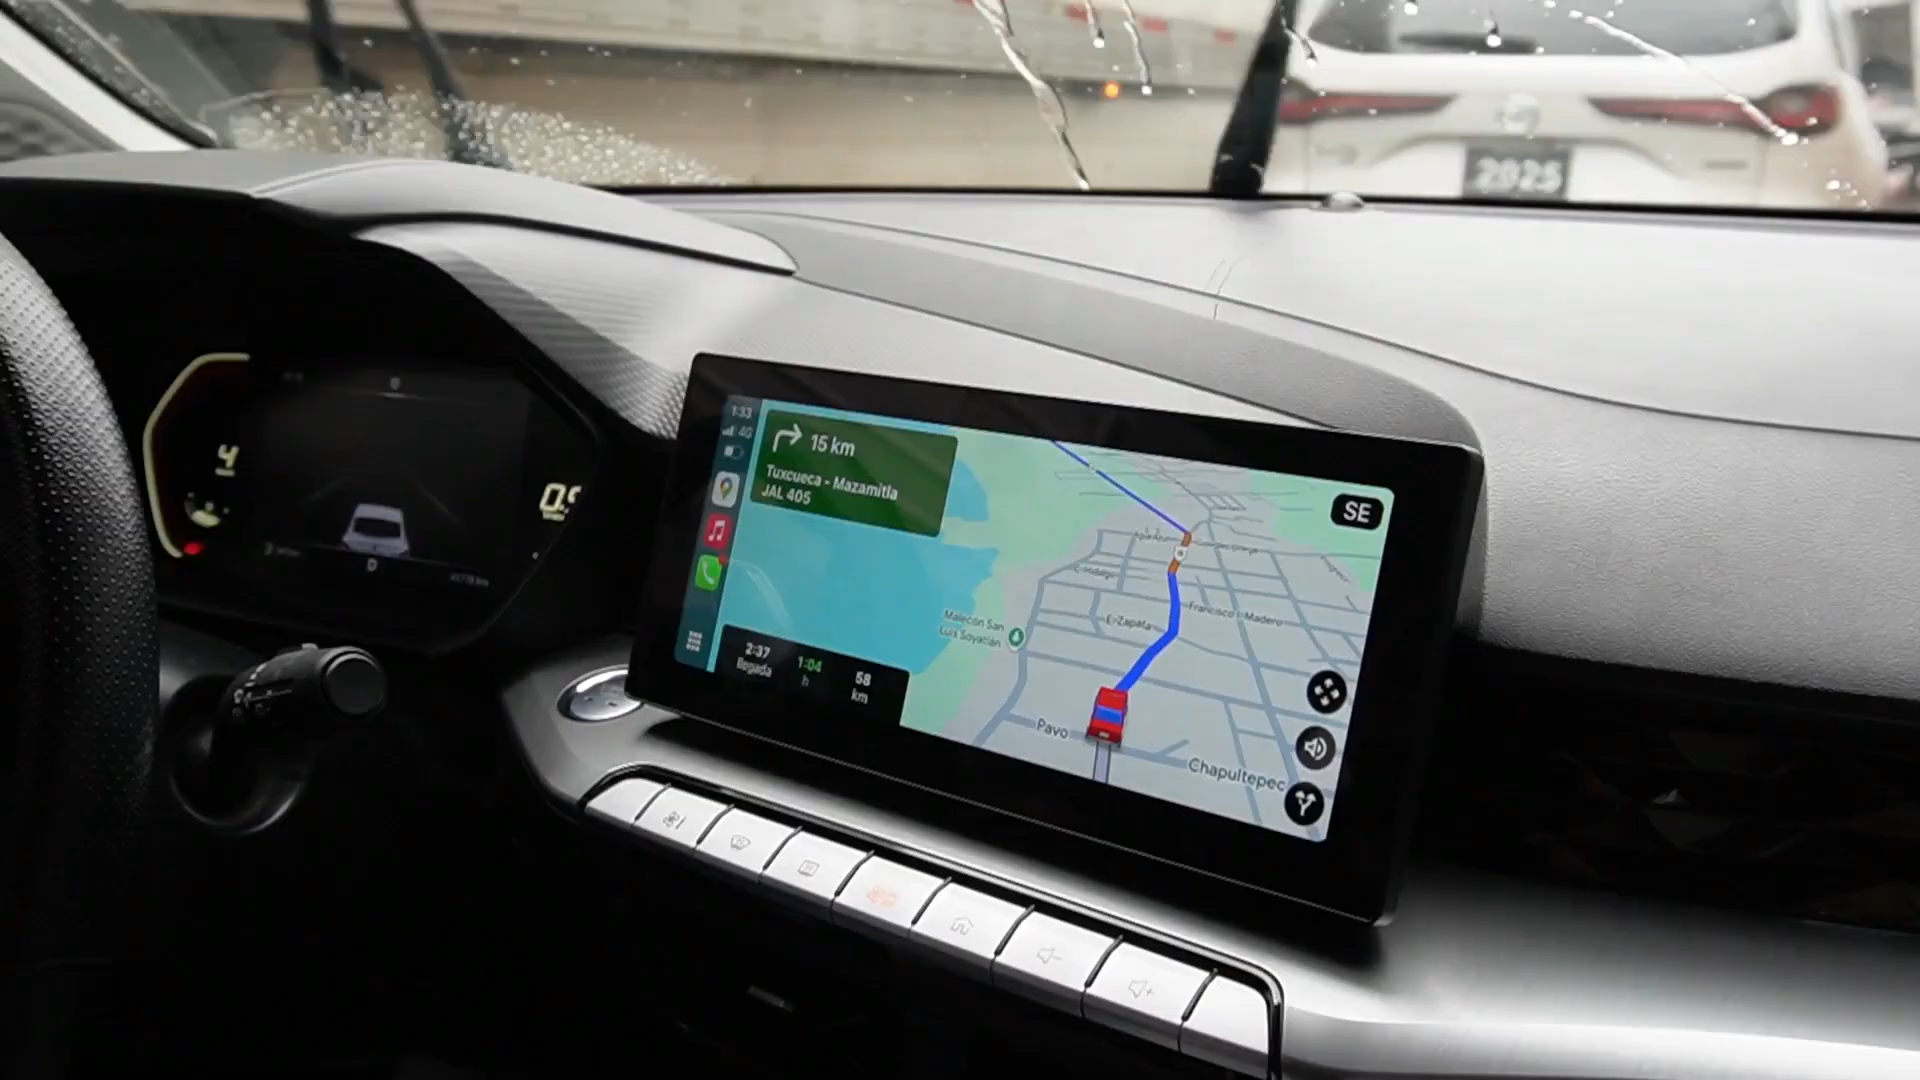 2025
1:33
4G
15 km
Tuxcueca - Mazamitla
JAL 405
SE
4
D
Malecón San
Luis Soyatlán
E. Zapata
Francisco I. Madero
Pavo
Chapultepec
2:37
llegada
1:04
h
58
km